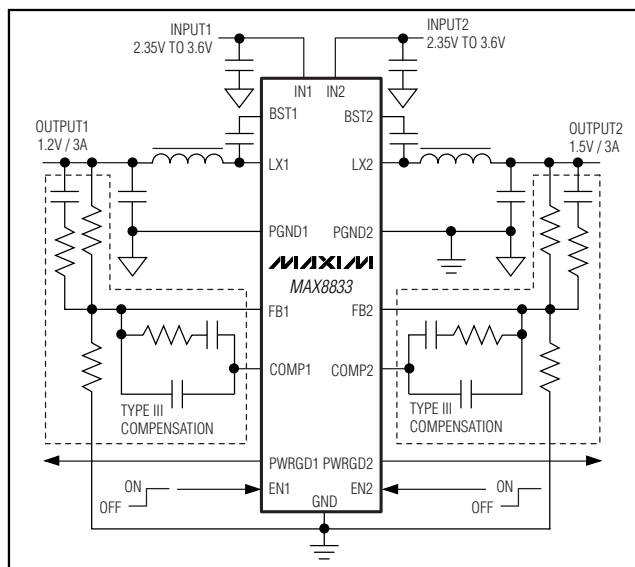 INPUT1
2.35V TO 3.6V
INPUT2
2.35V TO 3.6V
IN1
IN2
BST1
BST2
OUTPUT1
1.2V / 3A
OUTPUT2
1.5V / 3A
LX1
LX2
PGND1
PGND2
MAXIM
MAX8833
FB1
FB2
COMP1
COMP2
TYPE III
COMPENSATION
TYPE III
COMPENSATION
PWRGD1
PWRGD2
ON
OFF
EN1
EN2
ON
OFF
GND